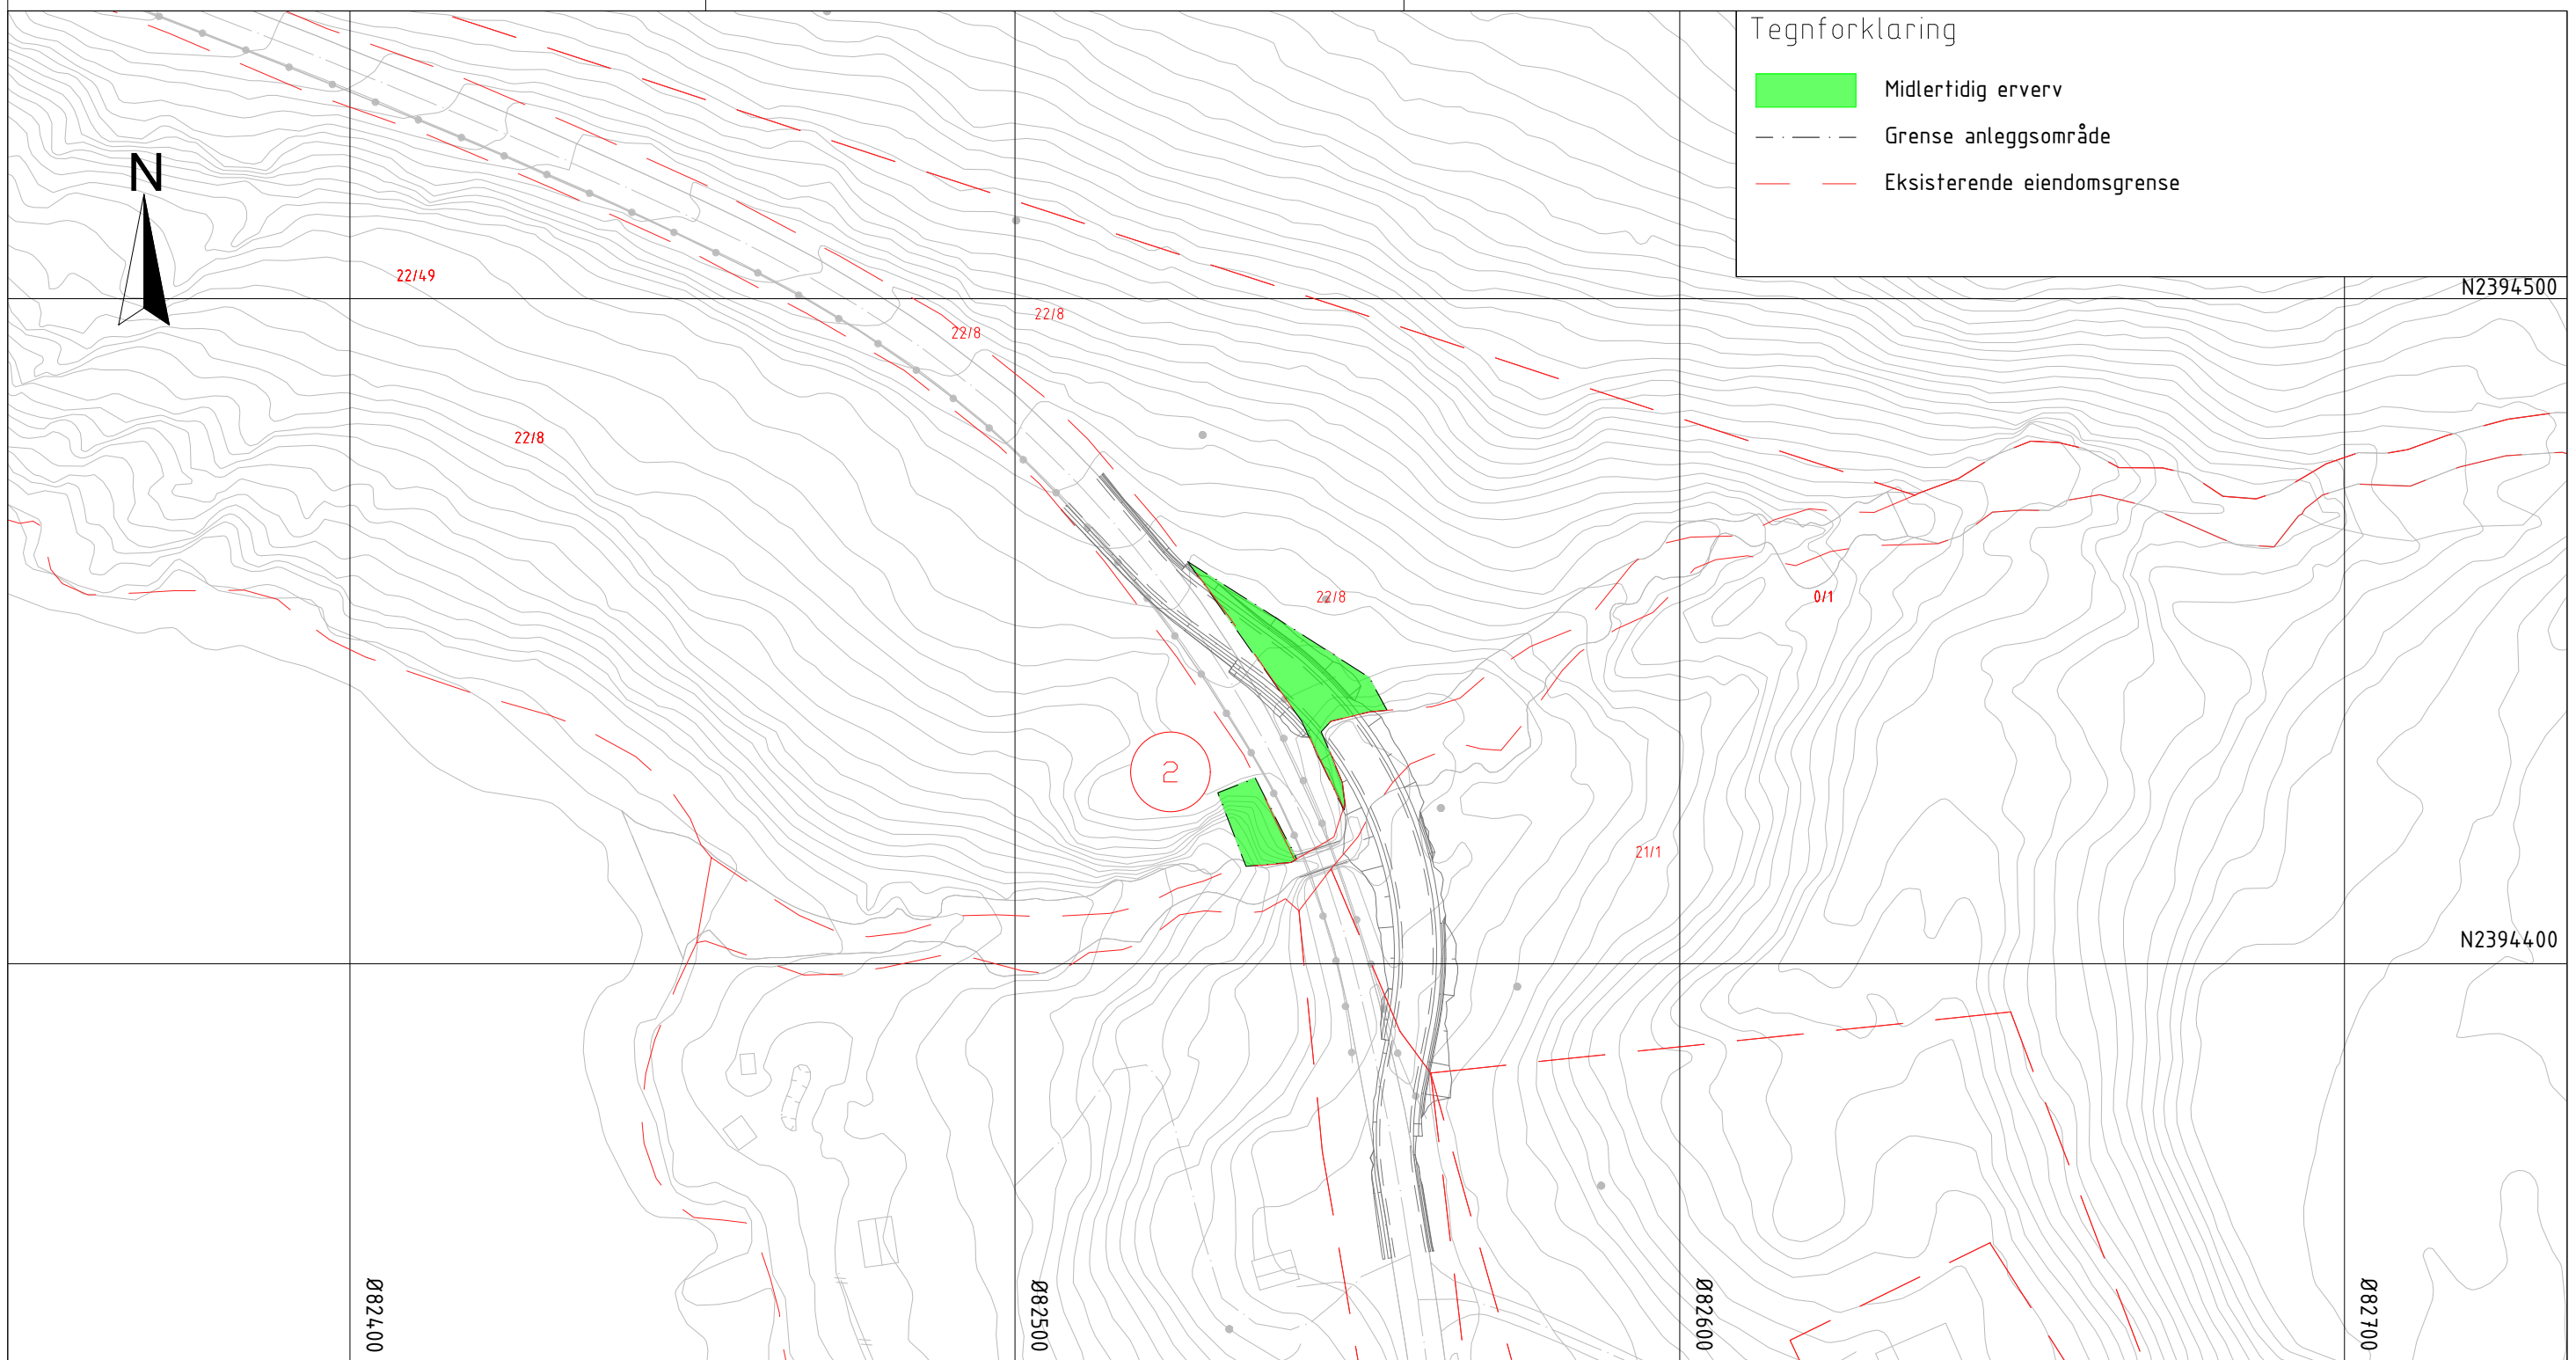 Tegnforklaring
Midlertidig erverv
Grense anleggsområde
Eksisterende eiendomsgrense
N
22/49
N2394500
22/8
22/8
22/8
22/8
0/1
2
21/1
N2394400
Ø82400
Ø82500
Ø82600
Ø82700